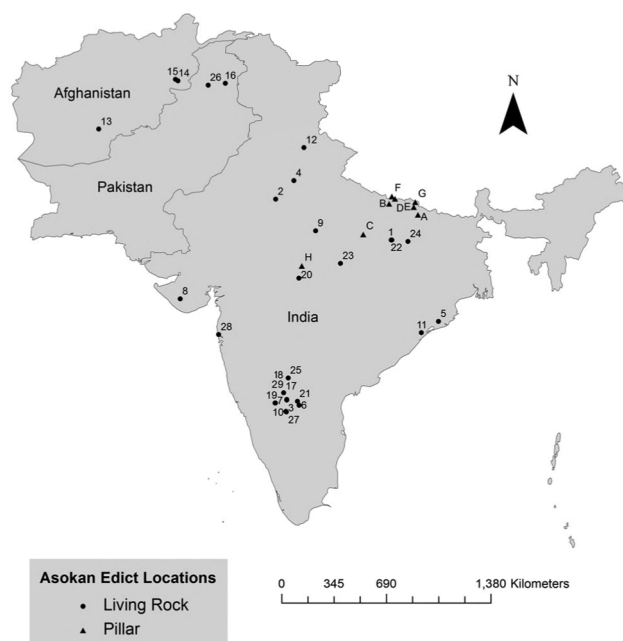 N
15 14
26 16
Afghanistan
13
12
Pakistan
4
2
F
G
B
D E
A
9
C
1
22
24
H
23
20
8
India
5
11
28
18 25
29 17
19 7
21
3 6
10
27
Asokan Edict Locations
Living Rock
Pillar
0 345 690 1,380 Kilometers